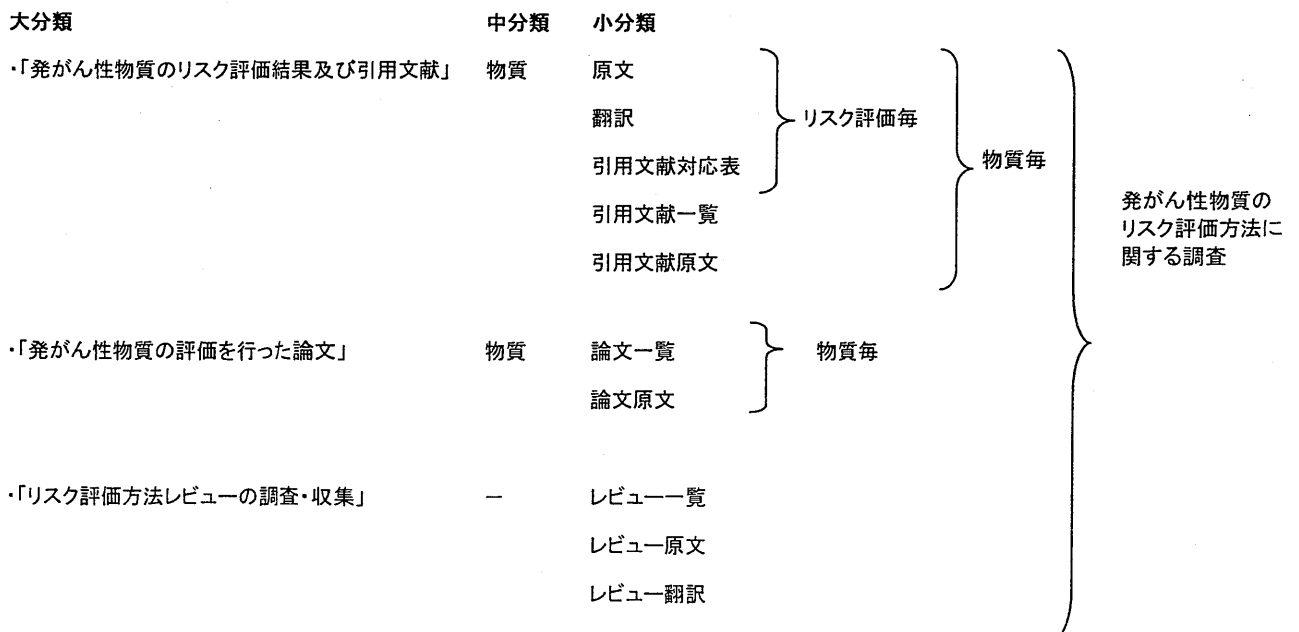 大分類 中分類 小分類
・「発がん性物質のリスク評価結果及び引用文献」 物質 原文
翻訳 リスク評価毎
引用文献対応表 物質毎
引用文献一覧
引用文献原文
発がん性物質の
リスク評価方法に
関する調査
・「発がん性物質の評価を行った論文」 物質 論文一覧 物質毎
論文原文
・「リスク評価方法レビューの調査・収集」 ー レビュー一覧
レビュー原文
レビュー翻訳